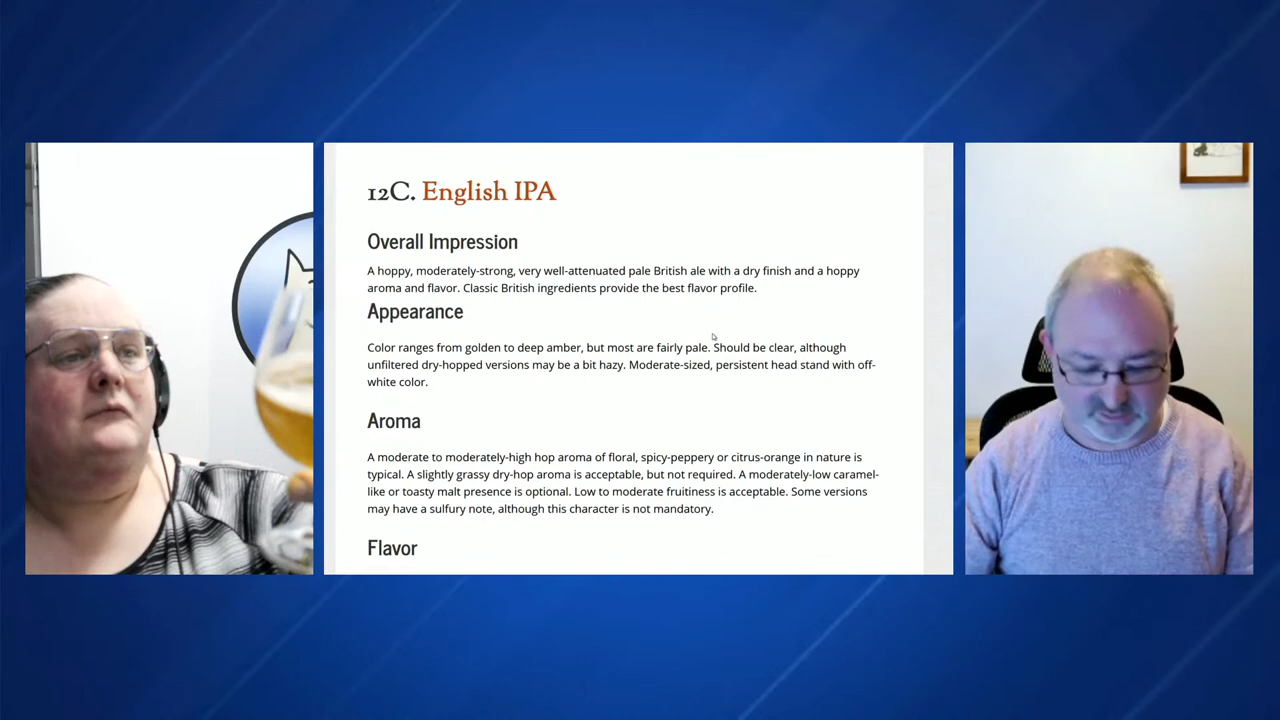 12C. English IPA
Overall Impression
A hoppy, moderately-strong, very well-attenuated pale British ale with a dry finish and a hoppy
aroma and flavor. Classic British ingredients provide the best flavor profile.
Appearance
Color ranges from golden to deep amber, but most are fairly pale. Should be clear, although
unfiltered dry-hopped versions may be a bit hazy. Moderate-sized, persistent head stand with off-
white color.
Aroma
A moderate to moderately-high hop aroma of floral, spicy-peppery or citrus-orange in nature is
typical. A slightly grassy dry-hop aroma is acceptable, but not required. A moderately-low caramel-
like or toasty malt presence is optional. Low to moderate fruitiness is acceptable. Some versions
may have a sulfury note, although this character is not mandatory.
Flavor